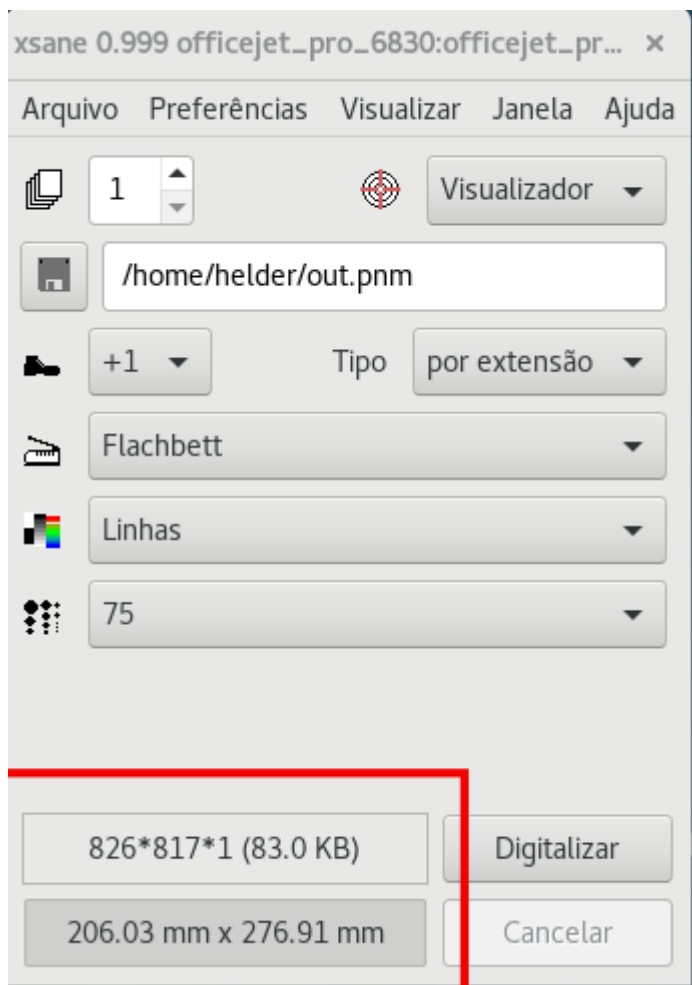 xsane 0.999 officejet_pro_6830:officejet_pr... ×
Arquivo Preferências Visualizar Janela Ajuda
1 Visualizador
/home/helder/out.pnm
+1 Tipo por extensão
Flachbett
Linhas
75
826*817*1 (83.0 KB) Digitalizar
206.03 mm x 276.91 mm Cancelar